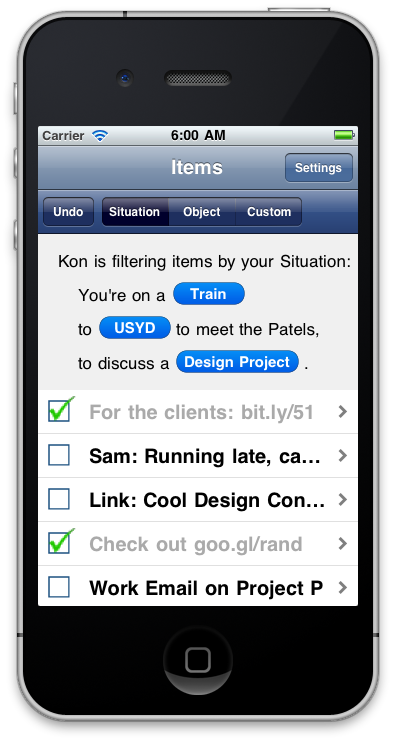 Carrier 6:00 AM
Items Settings
Undo Situation Object Custom
Kon is filtering items by your Situation:
You're on a Train
to USYD to meet the Patels,
to discuss a Design Project .
For the clients: bit.ly/51
Sam: Running late, ca...
Link: Cool Design Con...
Check out goo.gl/rand
Work Email on Project P